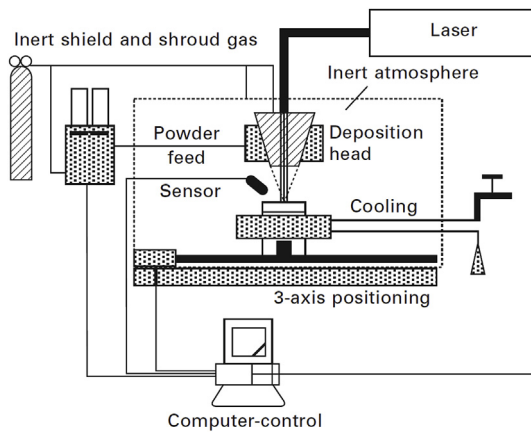 Inert shield and shroud gas
Laser
Inert atmosphere
Powder
feed
Deposition
head
Sensor
Cooling
3-axis positioning
Computer-control